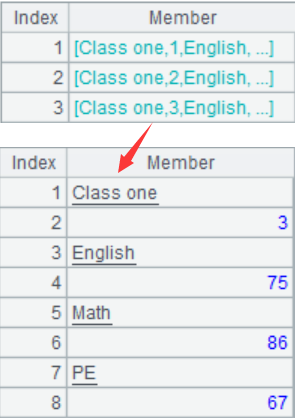 Index Member
1 [Class one,1,English, ...]
2 [Class one,2,English, ...]
3 [Class one,3,English, ...]
Index Member
1 Class one
2 3
3 English
4 75
5 Math
6 86
7 PE
8 67